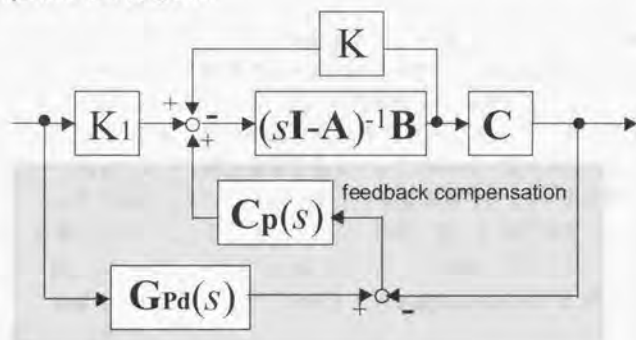 K
K1
(sI-A)⁻¹B
C
+
-
+
feedback compensation
Cp(s)
GPd(s)
+
-